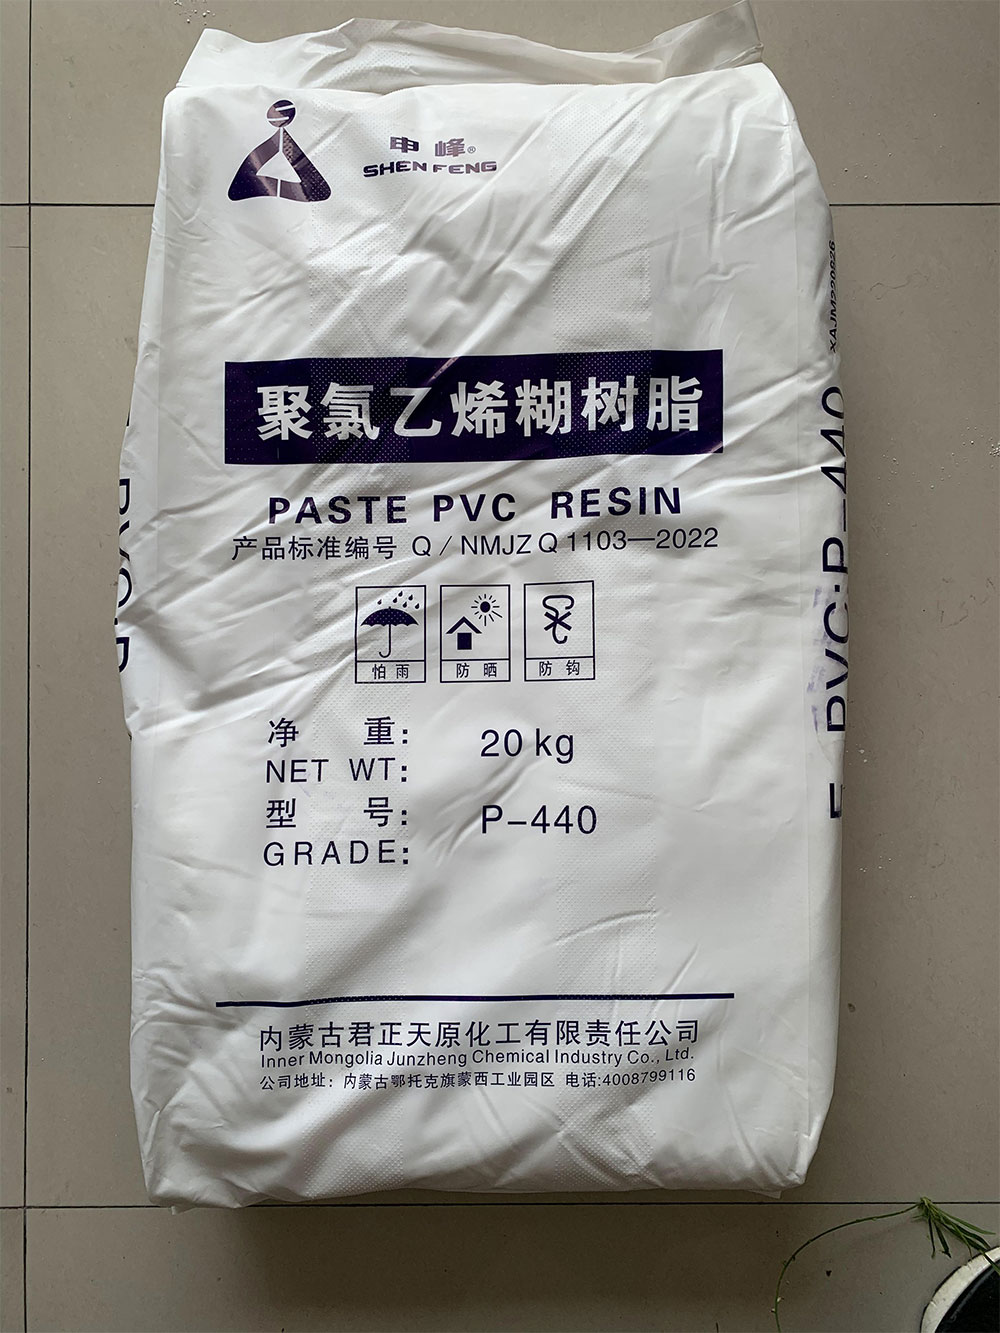 申峰®
SHEN FENG
聚氯乙烯糊树脂
PASTE PVC RESIN
产品标准编号 Q/NMJZ Q 1103—2022
怕雨
防晒
防钩
净 重:
20 kg
NET WT:
型 号:
P-440
GRADE:
内蒙古君正天原化工有限责任公司
Inner Mongolia Junzheng Chemical Industry Co., Ltd.
公司地址: 内蒙古鄂托克旗蒙西工业园区 电话:4008799116
XAJM220826
PVC:P-440